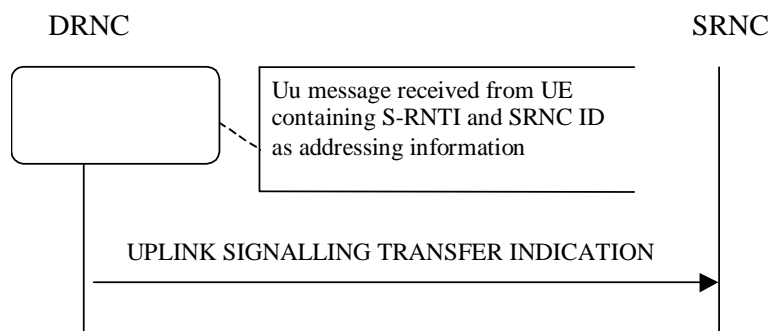 DRNC
SRNC
Uu message received from UE
containing S-RNTI and SRNC ID
as addressing information
UPLINK SIGNALLING TRANSFER INDICATION